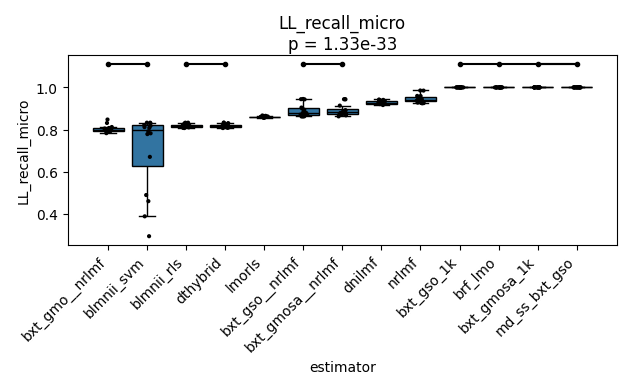 LL_recall_micro
p = 1.33e-33
LL_recall_micro
1.0
0.8
0.6
0.4
bxt_gmo__nrlmf
blmnii_svm
blmnii_rls
dthybrid
lmorls
bxt_gso__nrlmf
bxt_gmosa__nrlmf
dnilmf
nrlmf
bxt_gso_1k
brf_lmo
bxt_gmosa_1k
md_ss_bxt_gso
estimator